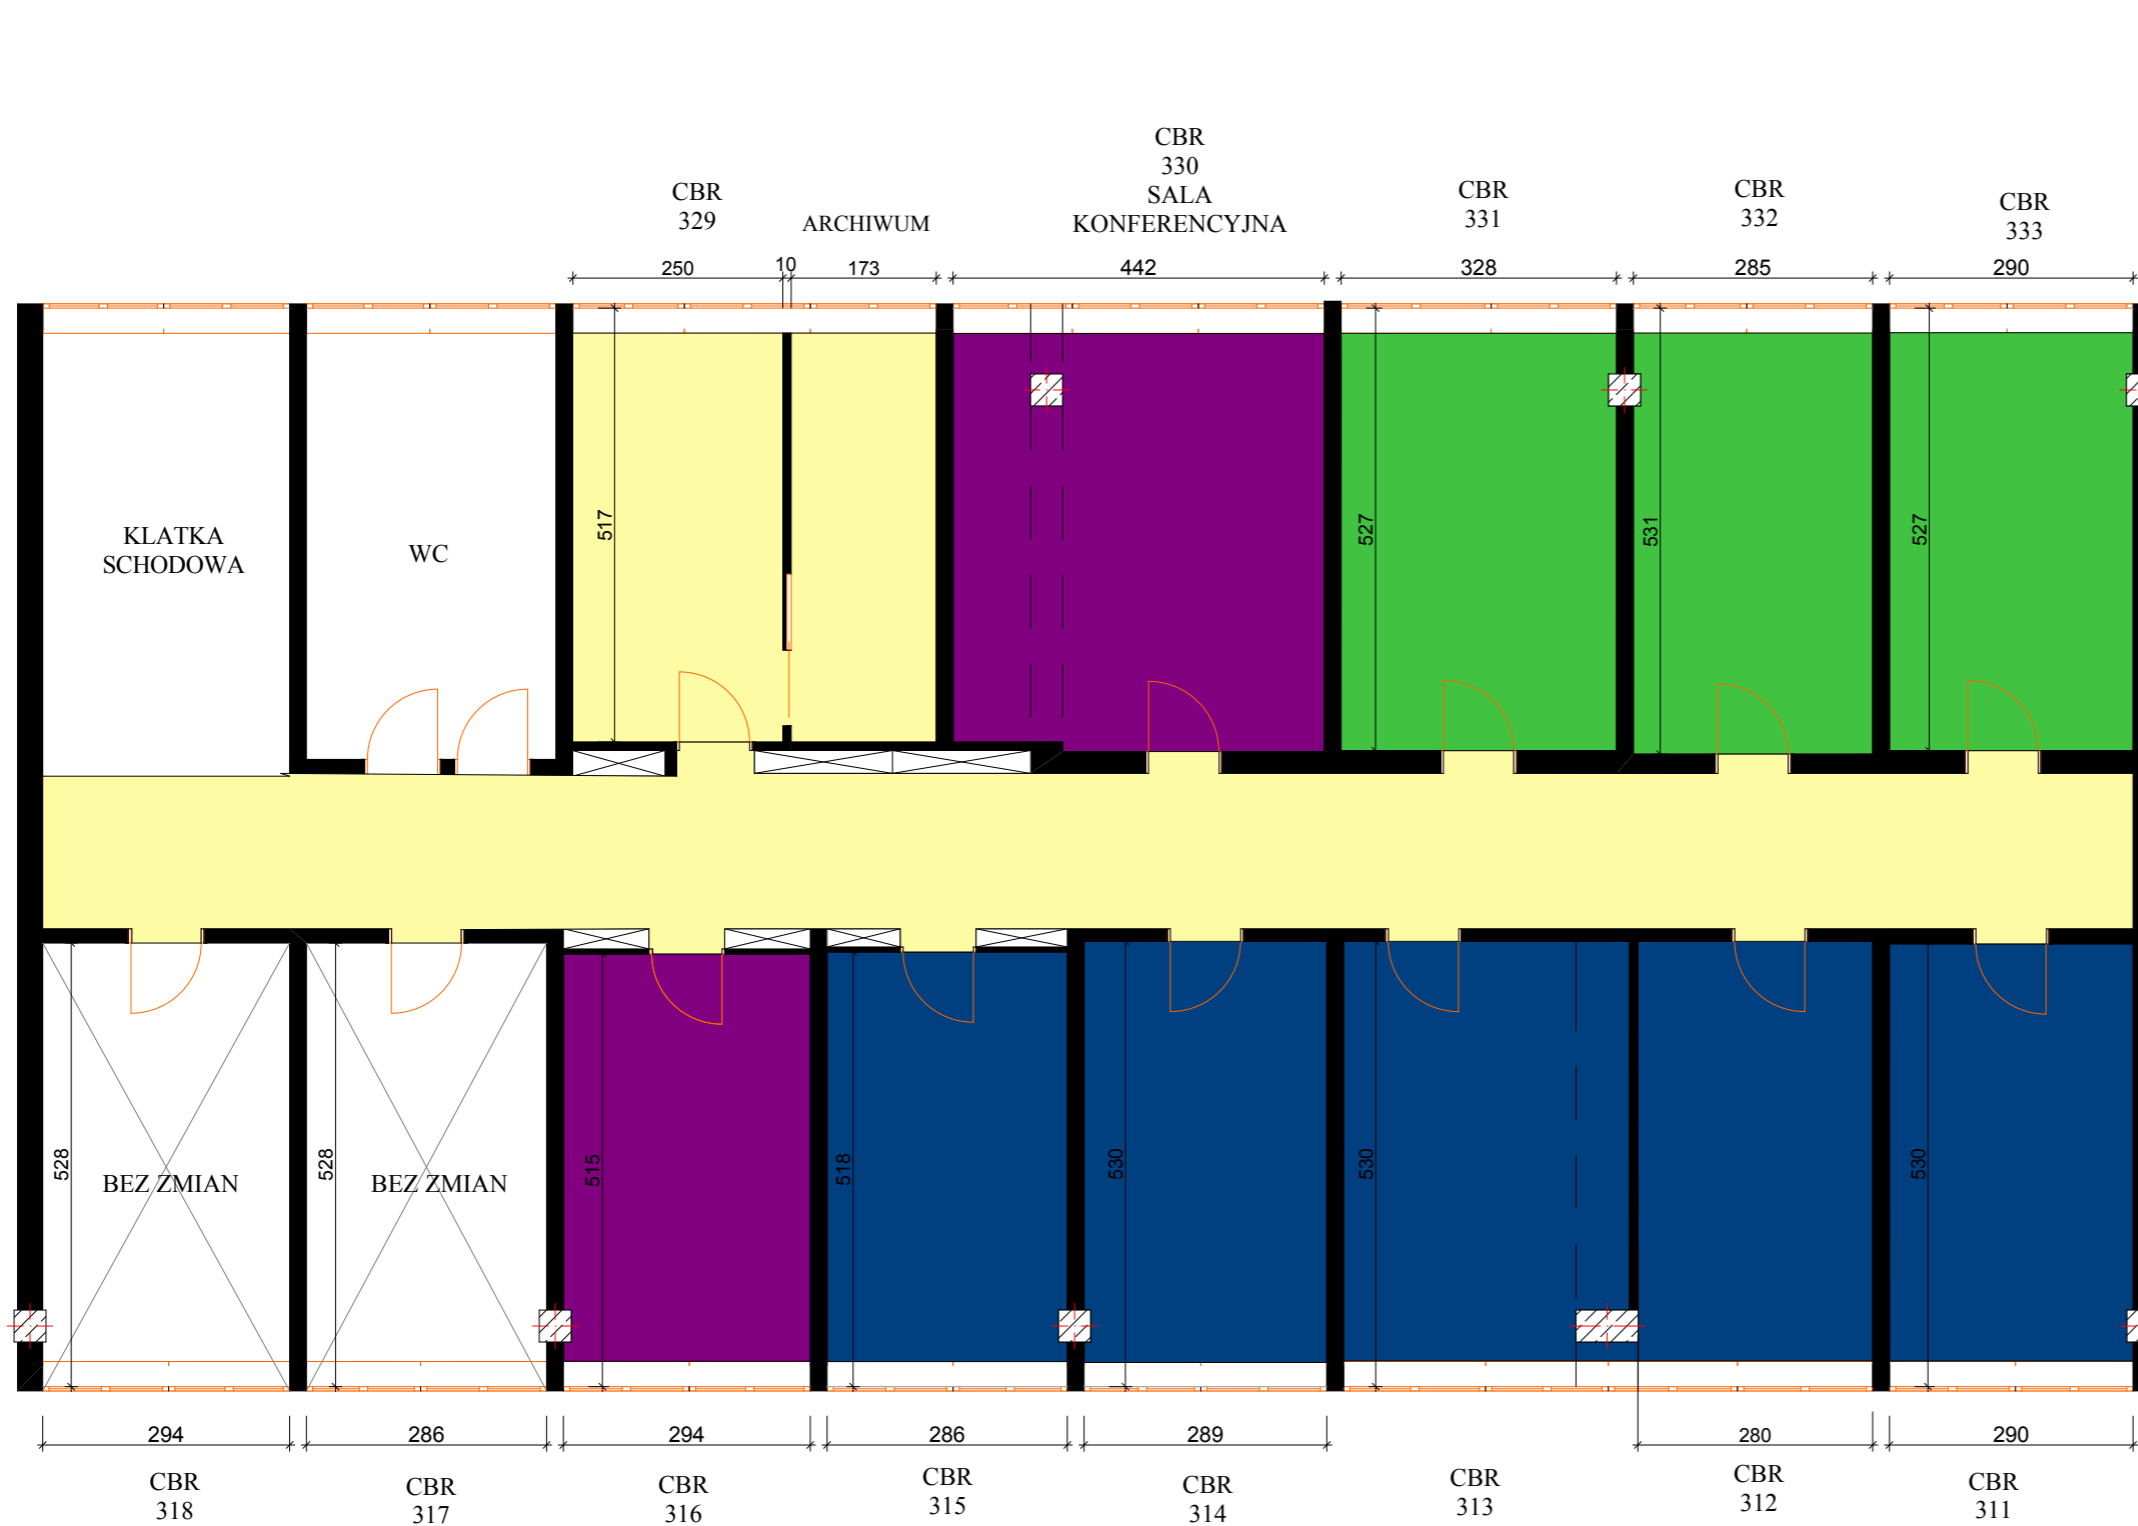 CBR
329
ARCHIWUM
CBR
330
SALA
KONFERENCYJNA
CBR
331
CBR
332
CBR
333
250
10
173
442
328
285
290
517
527
531
527
KLATKA
SCHODOWA
WC
528
BEZ ZMIAN
528
BEZ ZMIAN
515
518
530
530
530
294
286
294
286
289
280
290
CBR
318
CBR
317
CBR
316
CBR
315
CBR
314
CBR
313
CBR
312
CBR
311